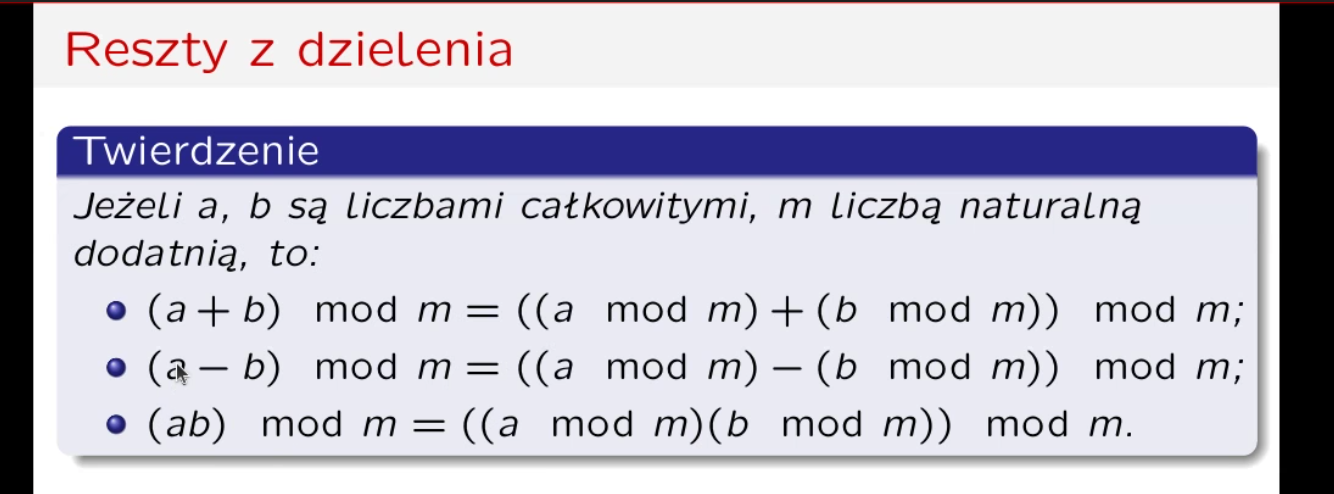 Reszty z dzielenia
Twierdzenie
Jeżeli a, b są liczbami całkowitymi, m liczbą naturalną
dodatnią, to:
(a + b) mod m = ((a mod m) + (b mod m)) mod m;
(a − b) mod m = ((a mod m) − (b mod m)) mod m;
(ab) mod m = ((a mod m)(b mod m)) mod m.